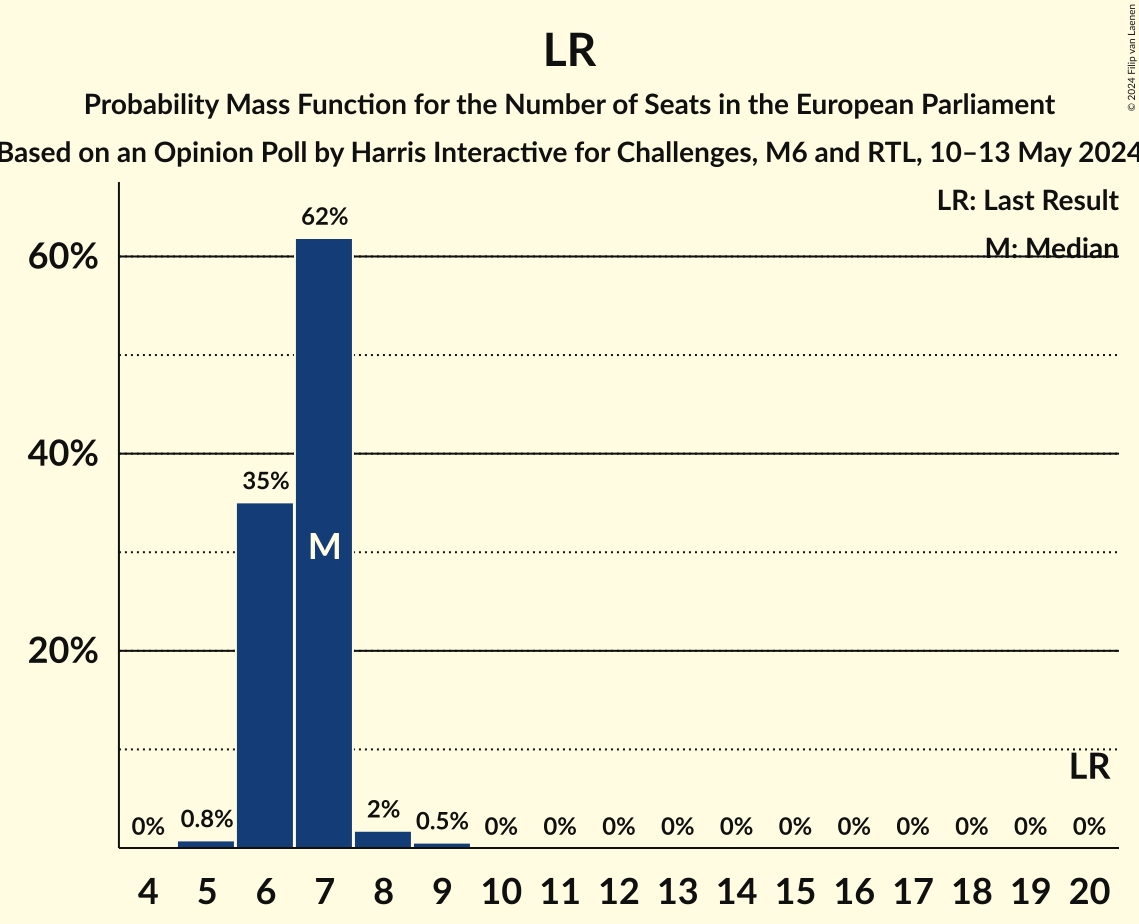 LR
Probability Mass Function for the Number of Seats in the European Parliament
Based on an Opinion Poll by Harris Interactive for Challenges, M6 and RTL, 10–13 May 2024
© 2024 Filip van Laenen
LR: Last Result
M: Median
62%
60%
40%
35%
M
20%
LR
0% 0.8% 2% 0.5% 0% 0% 0% 0% 0% 0% 0% 0% 0% 0% 0%
4 5 6 7 8 9 10 11 12 13 14 15 16 17 18 19 20